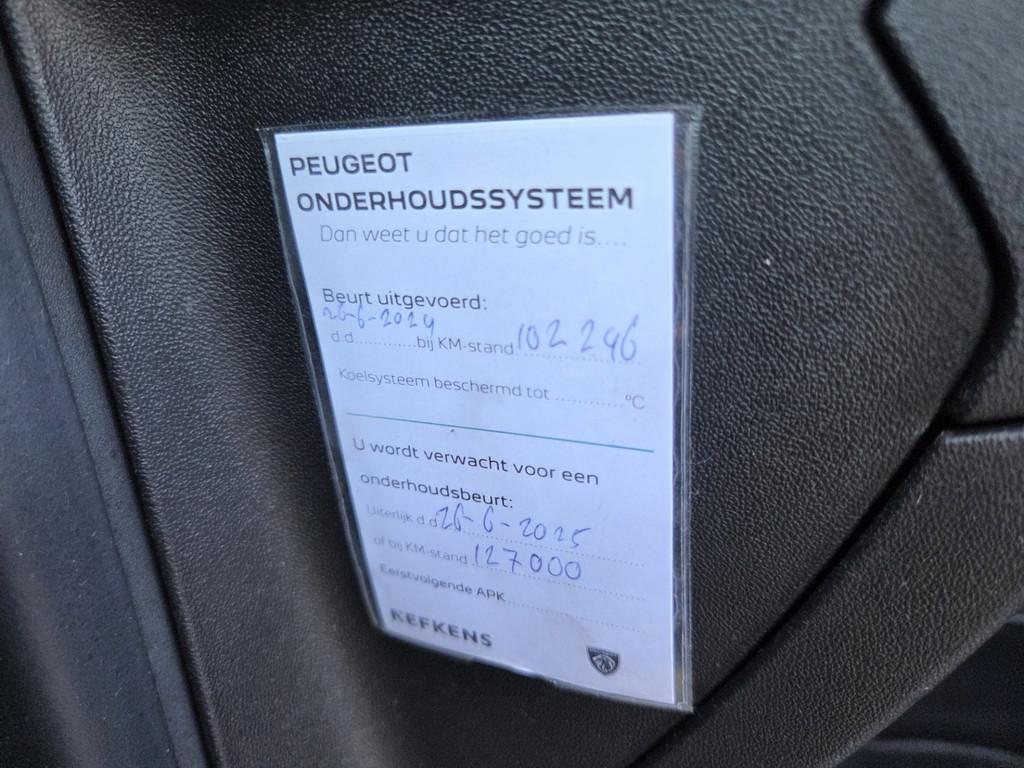 PEUGEOT
ONDERHOUDSSYSTEEM
Dan weet u dat het goed is....
Beurt uitgevoerd:
26-6-2024
d.d.............bij KM-stand 102 296
Koelsysteem beschermd tot ............°C
U wordt verwacht voor een
onderhoudsbeurt:
Uiterlijk d.d 26-6-2025
of bij KM-stand 127000
Eerstvolgende APK
KEFKENS